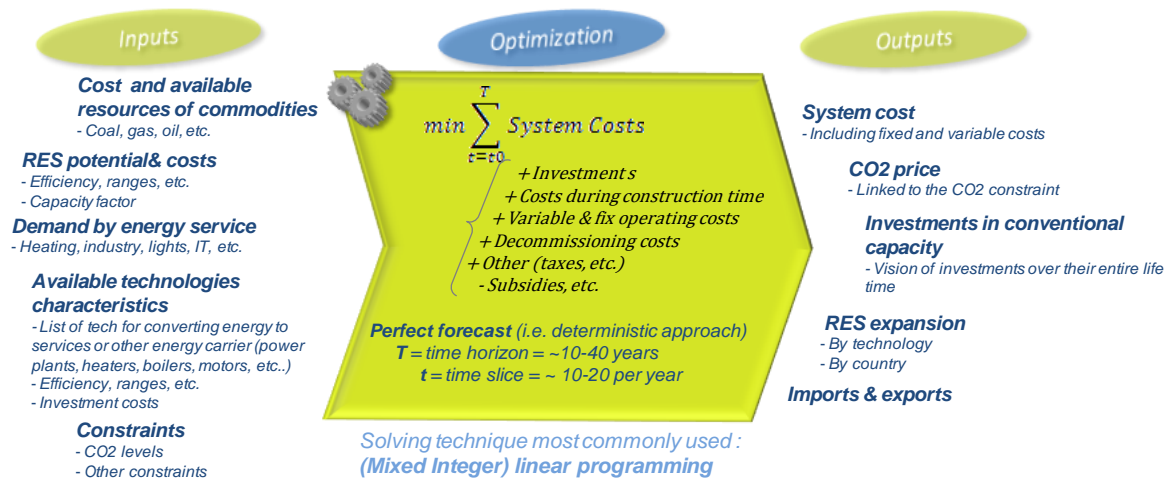 Inputs
Cost and available
resources of commodities
- Coal, gas, oil, etc.
RES potential& costs
- Efficiency, ranges, etc.
- Capacity factor
Demand by energy service
- Heating, industry, lights, IT, etc.
Available technologies
characteristics
- List of tech for converting energy to
services or other energy carrier (power
plants, heaters, boilers, motors, etc..)
- Efficiency, ranges, etc.
- Investment costs
Constraints
- CO2 levels
- Other constraints
Optimization
T
min ∑ System Costs
t=t0
+ Investment s
+ Costs during construction time
+ Variable & fix operating costs
+ Decommissioning costs
+ Other (taxes, etc.)
- Subsidies, etc.
Perfect forecast (i.e. deterministic approach)
T = time horizon = ~10-40 years
t = time slice = ~ 10-20 per year
Solving technique most commonly used :
(Mixed Integer) linear programming
Outputs
System cost
- Including fixed and variable costs
CO2 price
- Linked to the CO2 constraint
Investments in conventional
capacity
- Vision of investments over their entire life
time
RES expansion
- By technology
- By country
Imports & exports